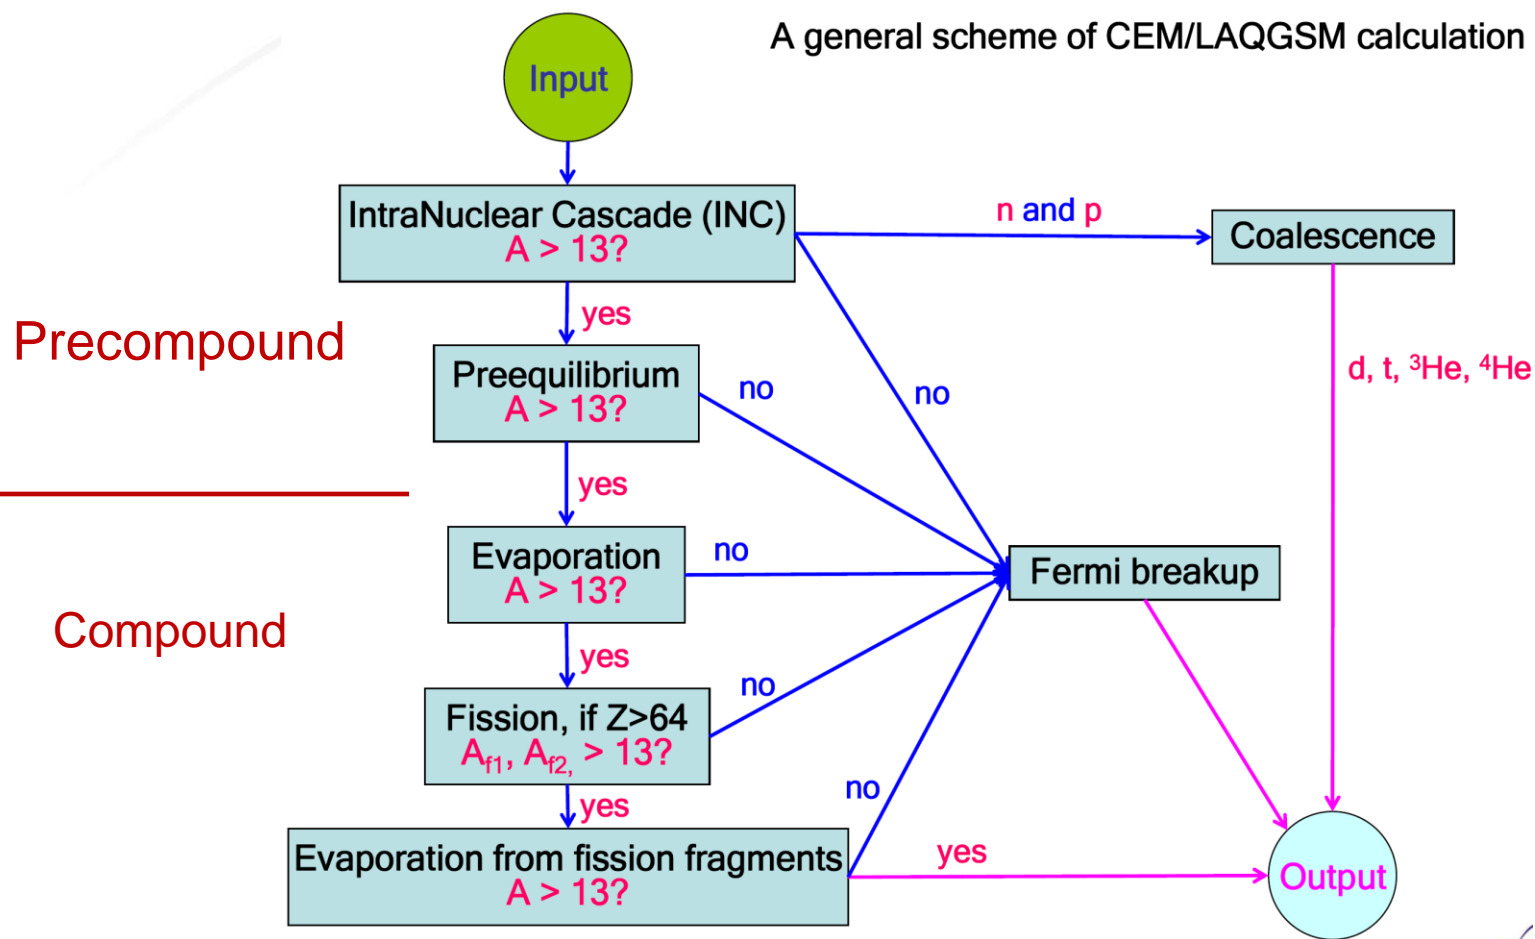 A general scheme of CEM/LAQGSM calculation
Input
IntraNuclear Cascade (INC)
A > 13?
n and p
Coalescence
yes
Precompound
Preequilibrium
A > 13?
no
no
d, t, ³He, ⁴He
yes
Evaporation
A > 13?
no
Fermi breakup
Compound
yes
Fission, if Z>64
A_f1, A_f2, > 13?
no
yes
no
Evaporation from fission fragments
A > 13?
yes
Output